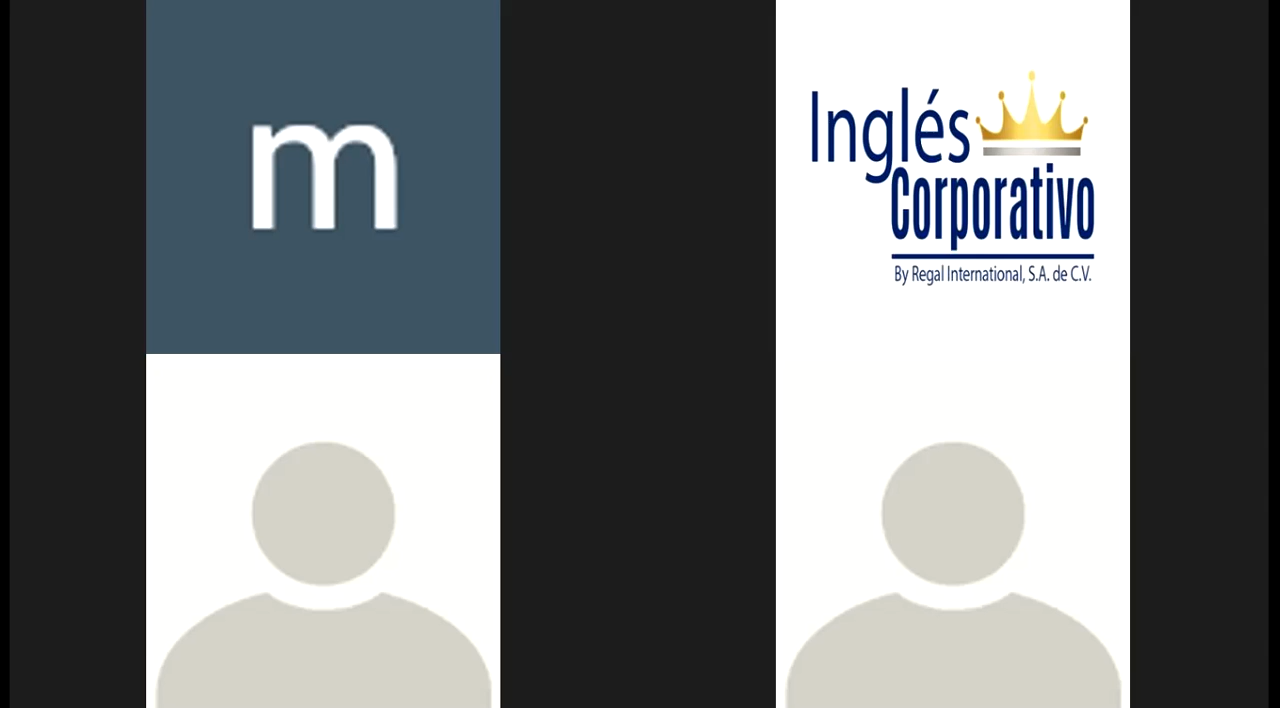 m
Inglés
Corporativo
By Regal International, S.A. de C.V.